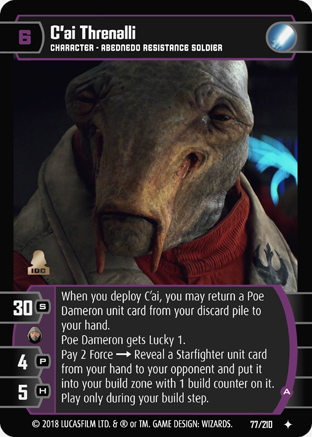 6
C'ai Threnalli
CHARACTER • ABEDNEDO RESISTANCE SOLDIER
IDC
30 S
4 P
5 H
When you deploy C'ai, you may return a Poe
Dameron unit card from your discard pile to
your hand.
Poe Dameron gets Lucky 1.
Pay 2 Force → Reveal a Starfighter unit card
from your hand to your opponent and put it
into your build zone with 1 build counter on it.
Play only during your build step.
A
© 2018 LUCASFILM LTD. & ® or TM. GAME DESIGN: WIZARDS.
77/210